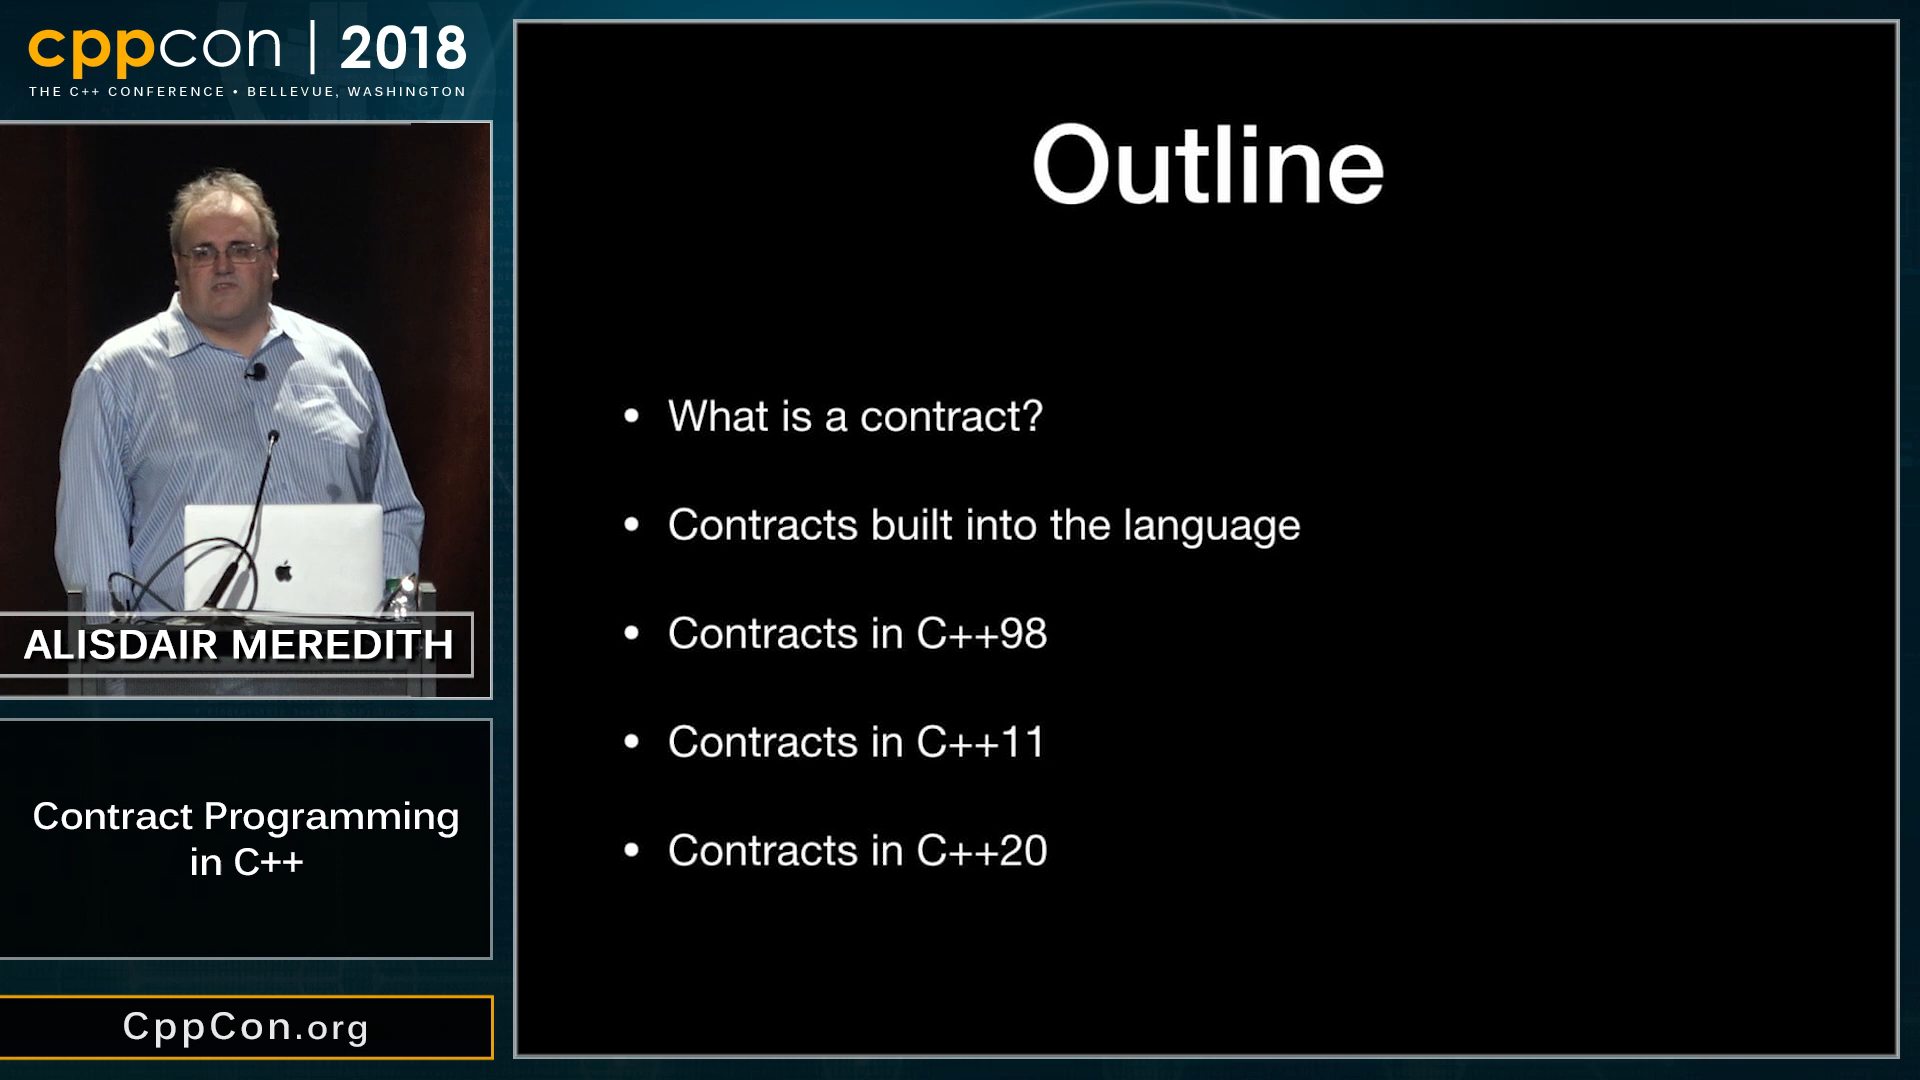 cppcon | 2018
THE C++ CONFERENCE • BELLEVUE, WASHINGTON
ALISDAIR MEREDITH
Contract Programming
in C++
CppCon.org
Outline
• What is a contract?
• Contracts built into the language
• Contracts in C++98
• Contracts in C++11
• Contracts in C++20